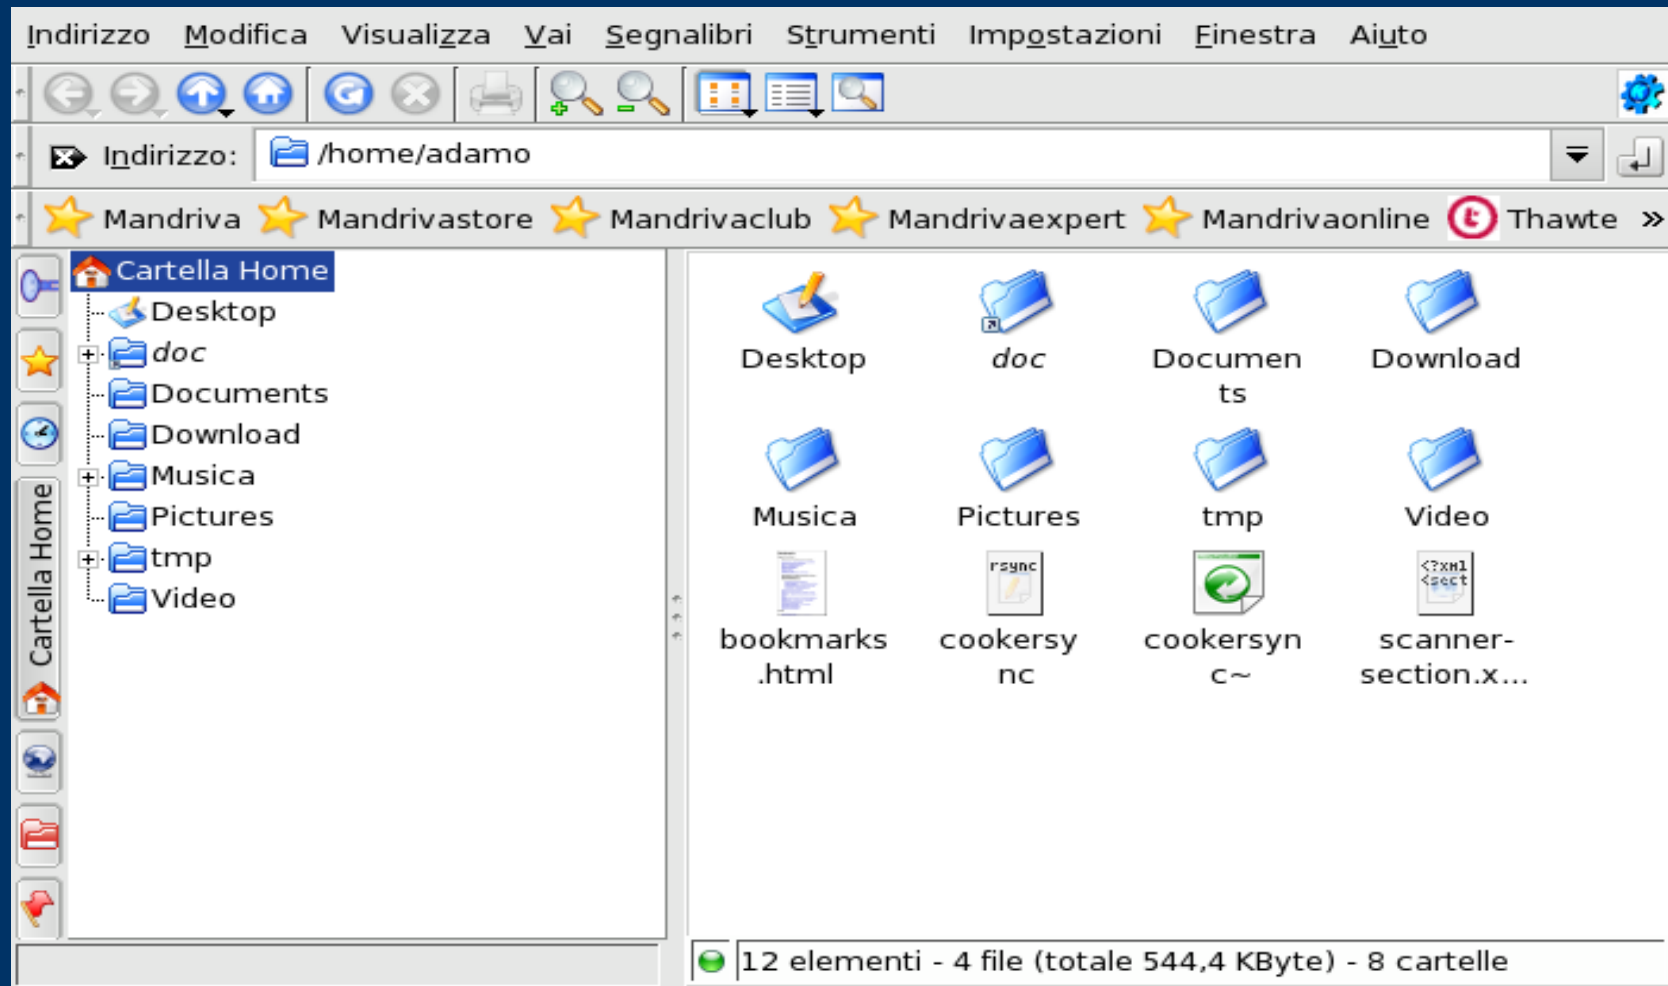 Indirizzo Modifica Visualizza Vai Segnalibri Strumenti Impostazioni Finestra Aiuto
Indirizzo: /home/adamo
Mandriva Mandrivastore Mandrivaclub Mandrivaexpert Mandrivaonline Thawte »
Cartella Home
Cartella Home
Desktop
doc
Documents
Download
Musica
Pictures
tmp
Video
Desktop doc Documen Download
ts
Musica Pictures tmp Video
rsync <?xml
<sect
bookmarks cookersy cookersyn scanner-
.html nc c~ section.x...
12 elementi - 4 file (totale 544,4 KByte) - 8 cartelle